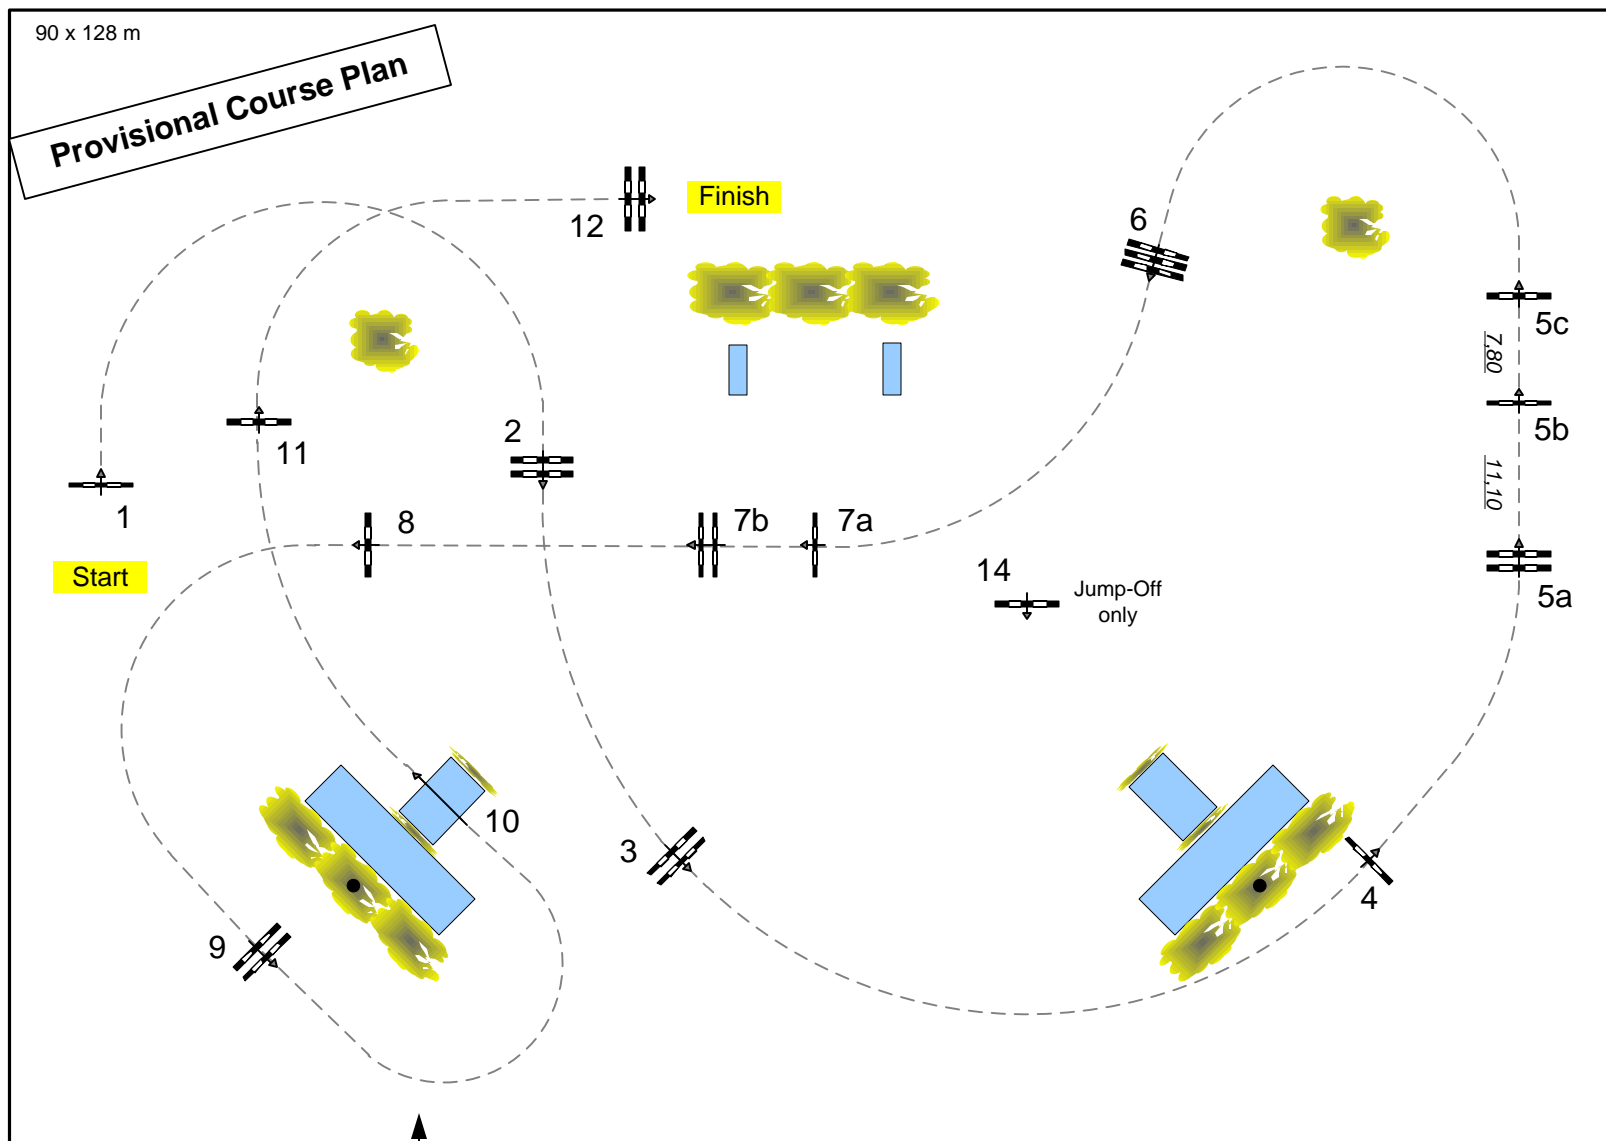 90 x 128 m
Provisional Course Plan
12
Finish
6
5c
7,80
5b
11,10
5a
11
2
1
8
7b
7a
Start
14
Jump-Off
only
10
3
4
9